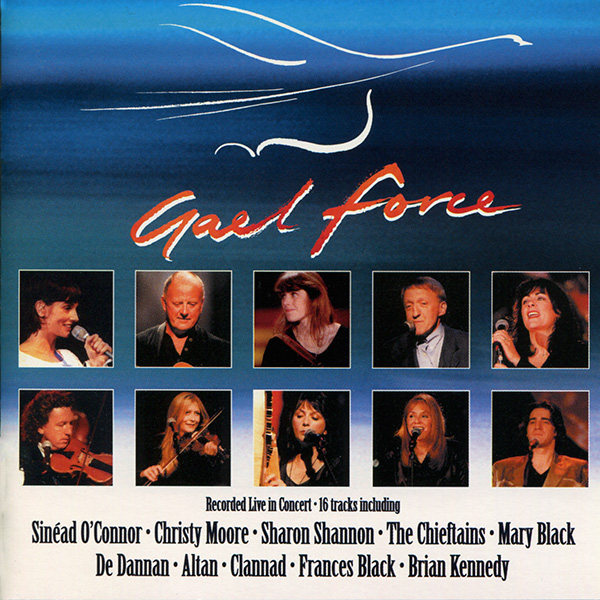 Gael Force
Recorded Live in Concert · 16 tracks including
Sinéad O'Connor · Christy Moore · Sharon Shannon · The Chieftains · Mary Black
De Dannan · Altan · Clannad · Frances Black · Brian Kennedy